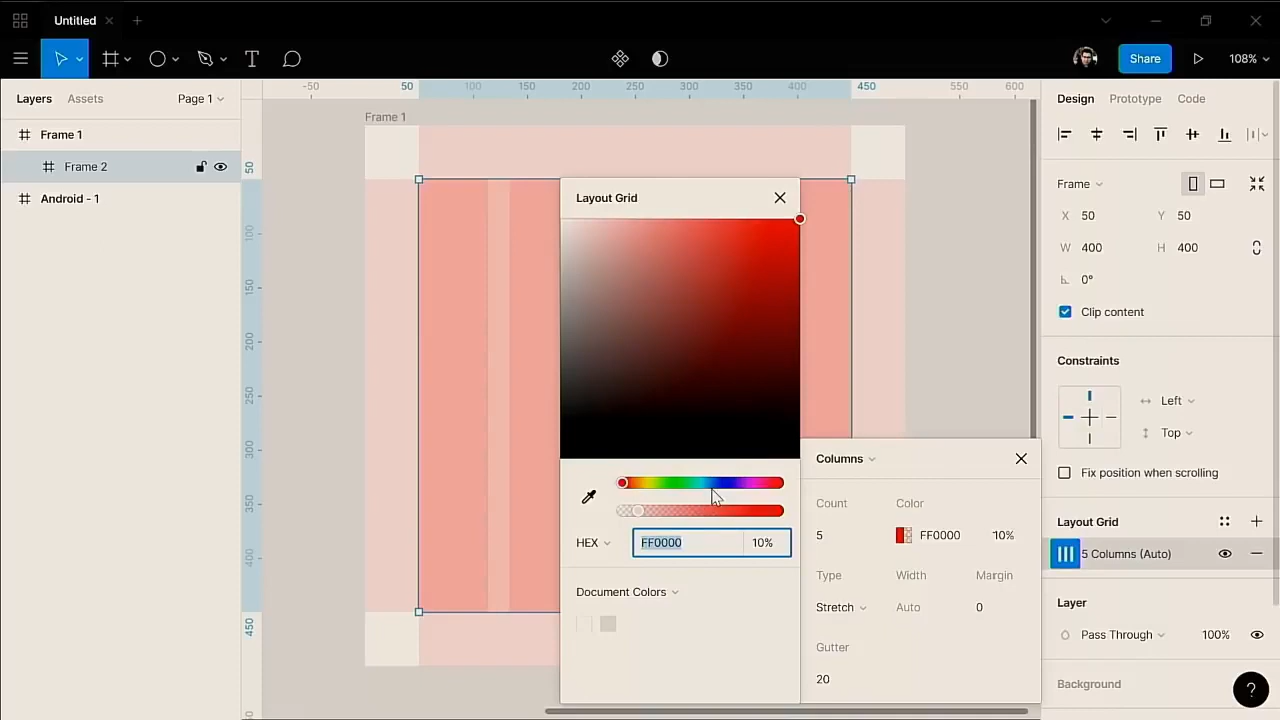 Untitled
T
Share
108%
Layers
Assets
Page 1
Frame 1
Frame 2
Android - 1
-50
50
100
150
200
250
300
350
400
450
550
600
50
100
150
200
250
300
350
400
450
Frame 1
Layout Grid
HEX
FF0000
10%
Document Colors
Columns
Count
Color
5
FF0000
10%
Type
Width
Margin
Stretch
Auto
0
Gutter
20
Design
Prototype
Code
Frame
X
50
Y
50
W
400
H
400
0°
Clip content
Constraints
Left
Top
Fix position when scrolling
Layout Grid
5 Columns (Auto)
Layer
Pass Through
100%
Background
?